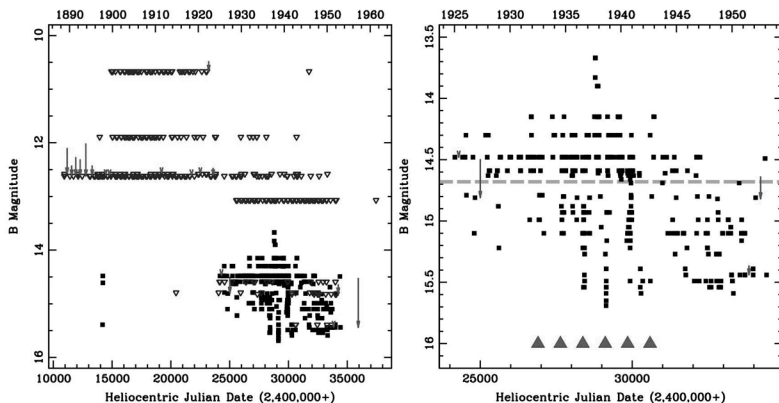 1890 1900 1910 1920 1930 1940 1950 1960
10
12
14
16
B Magnitude
10000 15000 20000 25000 30000 35000
Heliocentric Julian Date (2,400,000+)
1925 1930 1935 1940 1945 1950
13.5
14
14.5
15
15.5
16
B Magnitude
25000 30000
Heliocentric Julian Date (2,400,000+)